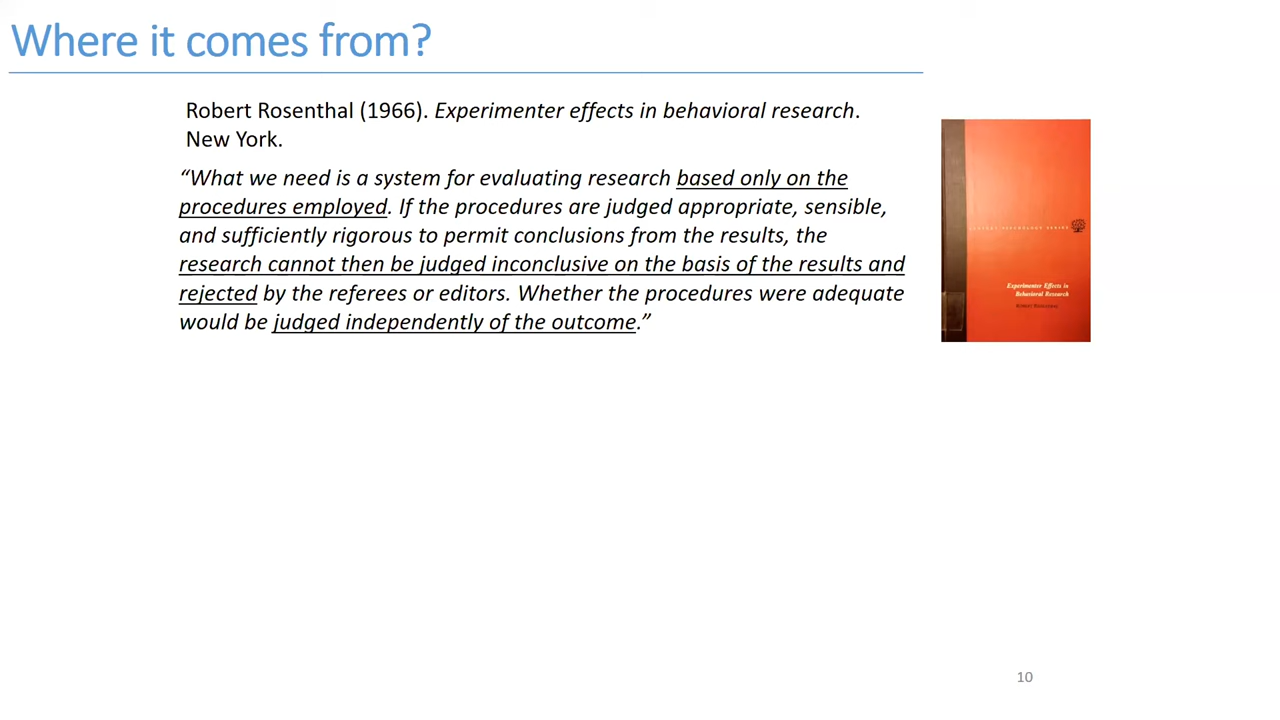 Where it comes from?
Robert Rosenthal (1966). Experimenter effects in behavioral research.
New York.
“What we need is a system for evaluating research based only on the
procedures employed. If the procedures are judged appropriate, sensible,
and sufficiently rigorous to permit conclusions from the results, the
research cannot then be judged inconclusive on the basis of the results and
rejected by the referees or editors. Whether the procedures were adequate
would be judged independently of the outcome.”
Experimenter Effects in
Behavioral Research
10